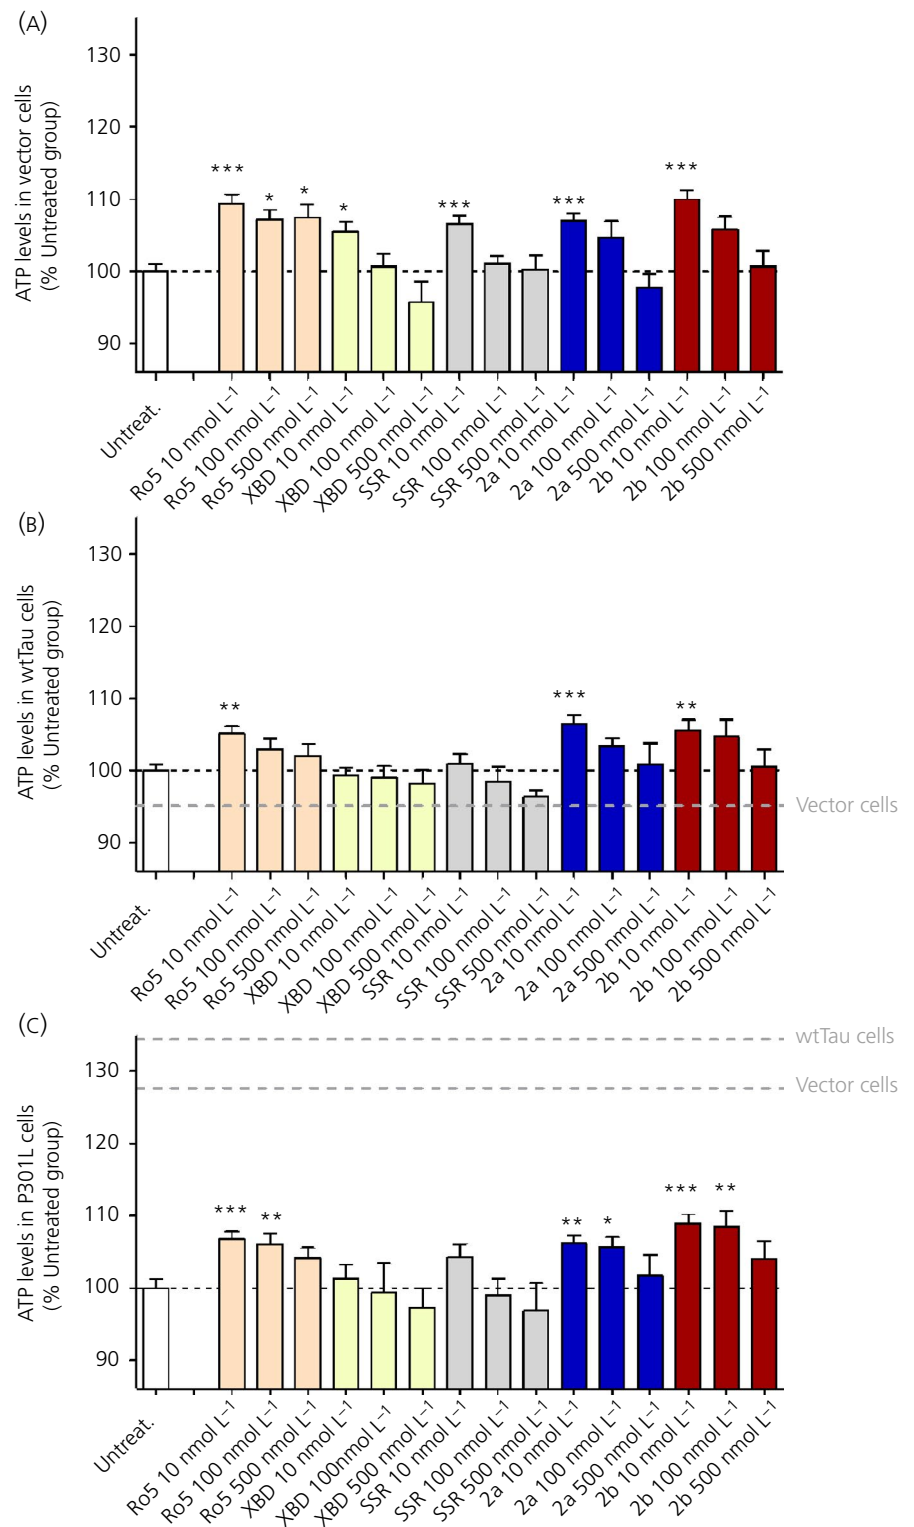 (A)
ATP levels in vector cells
(% Untreated group)
130
120
110
100
90
***
*
*
*
***
***
***
Untreat.
Ro5 10 nmol L⁻¹
Ro5 100 nmol L⁻¹
Ro5 500 nmol L⁻¹
XBD 10 nmol L⁻¹
XBD 100 nmol L⁻¹
XBD 500 nmol L⁻¹
SSR 10 nmol L⁻¹
SSR 100 nmol L⁻¹
SSR 500 nmol L⁻¹
2a 10 nmol L⁻¹
2a 100 nmol L⁻¹
2a 500 nmol L⁻¹
2b 10 nmol L⁻¹
2b 100 nmol L⁻¹
2b 500 nmol L⁻¹
(B)
ATP levels in wtTau cells
(% Untreated group)
130
120
110
100
90
**
***
**
Vector cells
Untreat.
Ro5 10 nmol L⁻¹
Ro5 100 nmol L⁻¹
Ro5 500 nmol L⁻¹
XBD 10 nmol L⁻¹
XBD 100 nmol L⁻¹
XBD 500 nmol L⁻¹
SSR 10 nmol L⁻¹
SSR 100 nmol L⁻¹
SSR 500 nmol L⁻¹
2a 10 nmol L⁻¹
2a 100 nmol L⁻¹
2a 500 nmol L⁻¹
2b 10 nmol L⁻¹
2b 100 nmol L⁻¹
2b 500 nmol L⁻¹
(C)
ATP levels in P301L cells
(% Untreated group)
130
120
110
100
90
wtTau cells
Vector cells
***
**
**
*
***
**
Untreat.
Ro5 10 nmol L⁻¹
Ro5 100 nmol L⁻¹
Ro5 500 nmol L⁻¹
XBD 10 nmol L⁻¹
XBD 100nmol L⁻¹
XBD 500 nmol L⁻¹
SSR 10 nmol L⁻¹
SSR 100 nmol L⁻¹
SSR 500 nmol L⁻¹
2a 10 nmol L⁻¹
2a 100 nmol L⁻¹
2a 500 nmol L⁻¹
2b 10 nmol L⁻¹
2b 100 nmol L⁻¹
2b 500 nmol L⁻¹